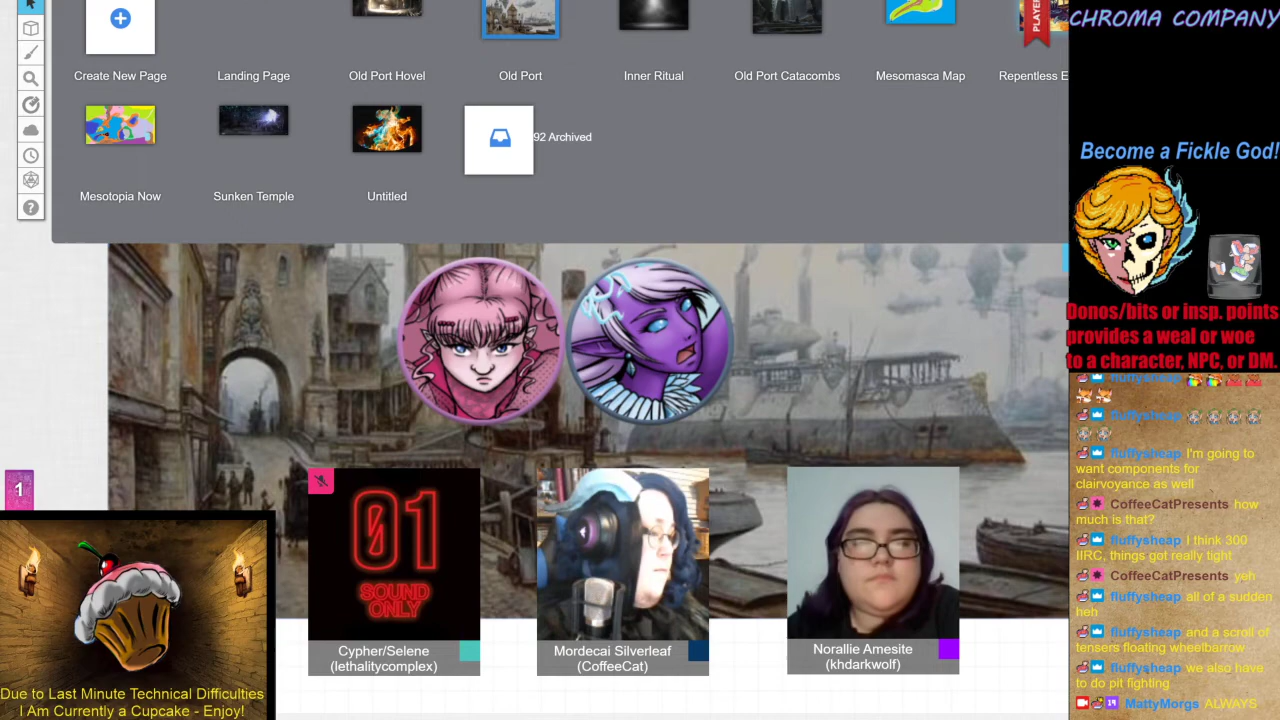 Create New Page
Landing Page
Old Port Hovel
Old Port
Inner Ritual
Old Port Catacombs
Mesomasca Map
Repentless E
PLAYE
Mesotopia Now
Sunken Temple
Untitled
92 Archived
CHROMA COMPANY
Become a Fickle God!
Donos/bits or insp. points
provides a weal or woe
to a character, NPC, or DM.
fluffysheap
fluffysheap
fluffysheap I'm going to
want components for
clairvoyance as well
CoffeeCatPresents how
much is that?
fluffysheap I think 300
IIRC, things got really tight
CoffeeCatPresents yeh
fluffysheap all of a sudden
heh
fluffysheap and a scroll of
tensers floating wheelbarrow
fluffysheap we also have
to do pit fighting
MattyMorgs ALWAYS
1
01
SOUND
ONLY
Cypher/Selene
(lethalitycomplex)
Mordecai Silverleaf
(CoffeeCat)
Norallie Amesite
(khdarkwolf)
Due to Last Minute Technical Difficulties
I Am Currently a Cupcake - Enjoy!